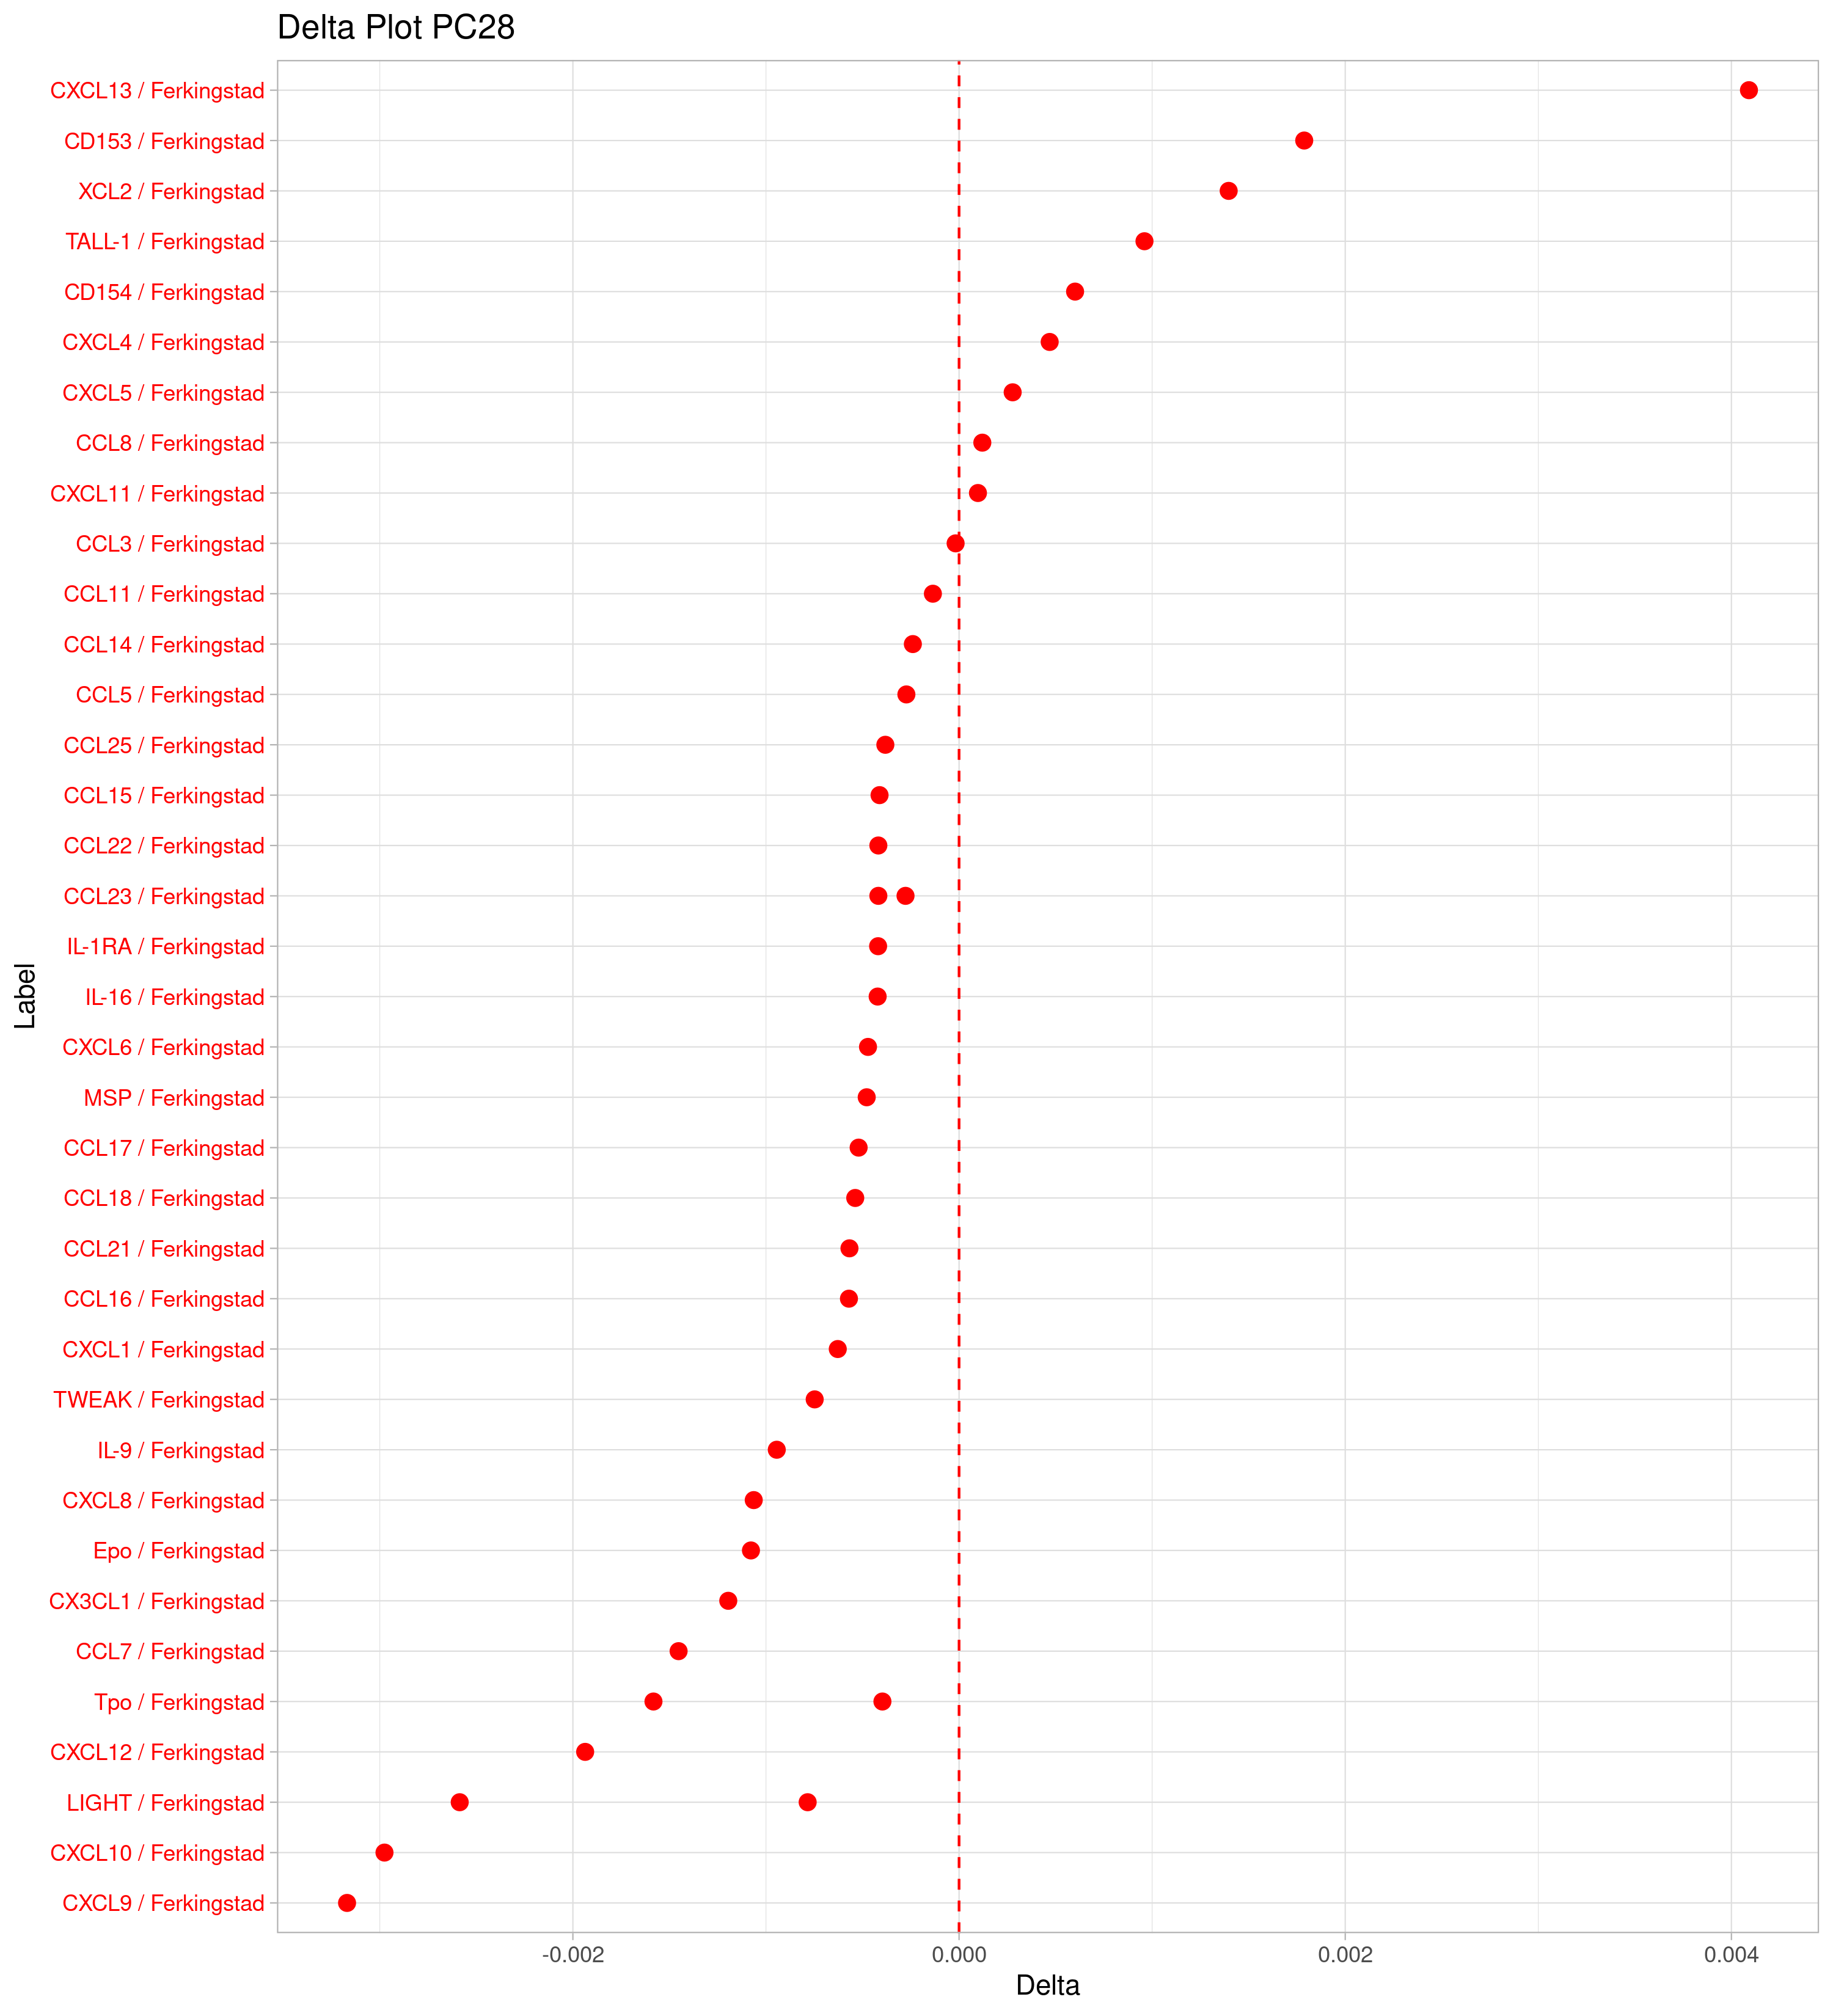 Delta Plot PC28
CXCL13 / Ferkingstad
CD153 / Ferkingstad
XCL2 / Ferkingstad
TALL-1 / Ferkingstad
CD154 / Ferkingstad
CXCL4 / Ferkingstad
CXCL5 / Ferkingstad
CCL8 / Ferkingstad
CXCL11 / Ferkingstad
CCL3 / Ferkingstad
CCL11 / Ferkingstad
CCL14 / Ferkingstad
CCL5 / Ferkingstad
CCL25 / Ferkingstad
CCL15 / Ferkingstad
CCL22 / Ferkingstad
CCL23 / Ferkingstad
IL-1RA / Ferkingstad
IL-16 / Ferkingstad
CXCL6 / Ferkingstad
MSP / Ferkingstad
CCL17 / Ferkingstad
CCL18 / Ferkingstad
CCL21 / Ferkingstad
CCL16 / Ferkingstad
CXCL1 / Ferkingstad
TWEAK / Ferkingstad
IL-9 / Ferkingstad
CXCL8 / Ferkingstad
Epo / Ferkingstad
CX3CL1 / Ferkingstad
CCL7 / Ferkingstad
Tpo / Ferkingstad
CXCL12 / Ferkingstad
LIGHT / Ferkingstad
CXCL10 / Ferkingstad
CXCL9 / Ferkingstad
Label
-0.002 0.000 0.002 0.004
Delta